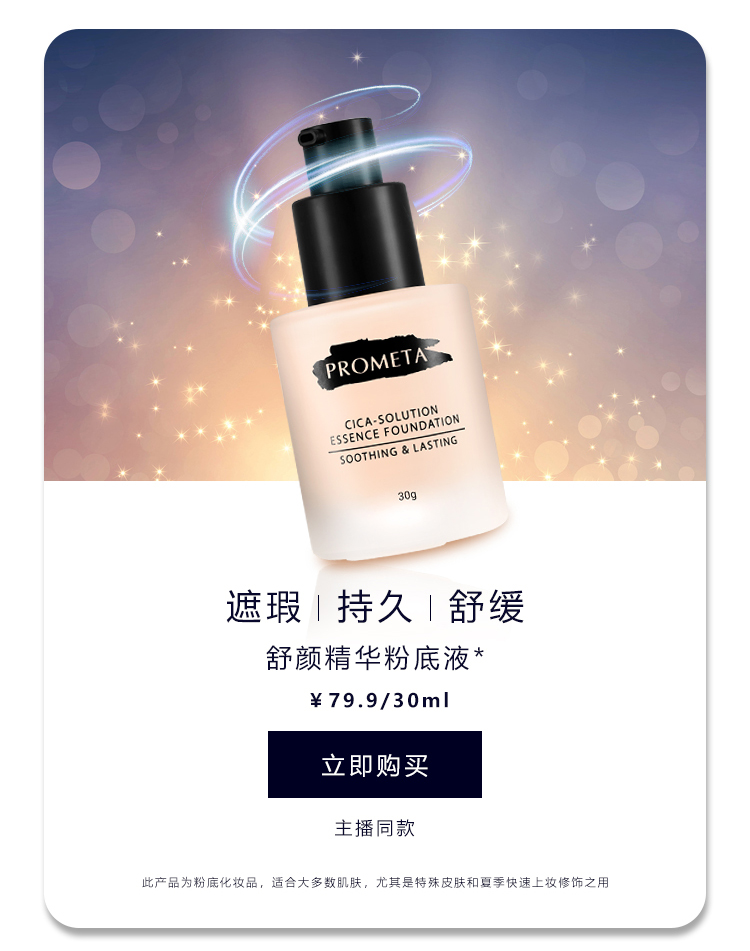 PROMETA
CICA-SOLUTION
ESSENCE FOUNDATION
SOOTHING & LASTING
30g
遮瑕 | 持久 | 舒缓
舒颜精华粉底液*
¥79.9/30ml
立即购买
主播同款
此产品为粉底化妆品，适合大多数肌肤，尤其是特殊皮肤和夏季快速上妆修饰之用